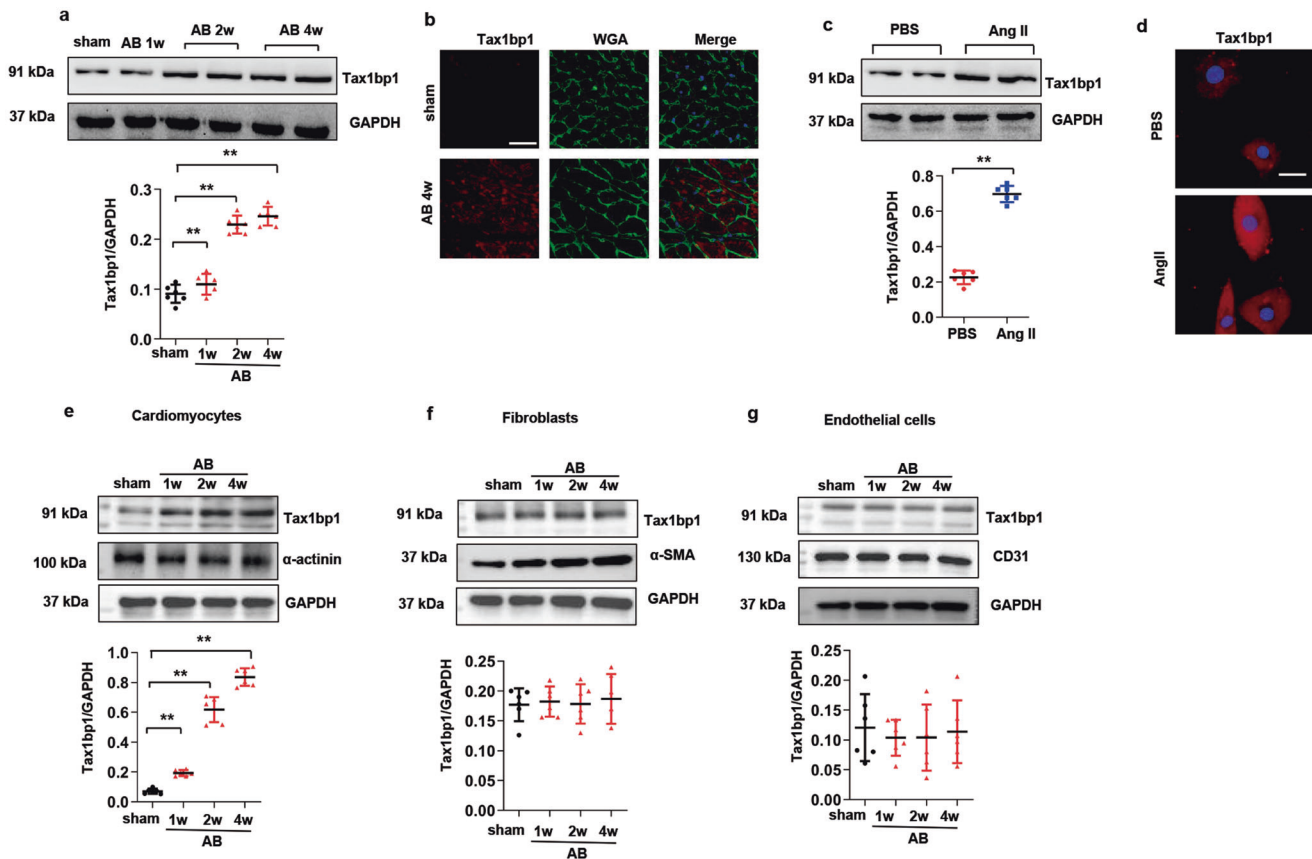 a
sham AB 1w AB 2w AB 4w
91 kDa Tax1bp1
37 kDa GAPDH
**
**
**
Tax1bp1/GAPDH
0.3
0.2
0.1
0.0
sham 1w 2w 4w
AB
b
Tax1bp1 WGA Merge
sham
AB 4w
c
PBS Ang II
91 kDa Tax1bp1
37 kDa GAPDH
**
Tax1bp1/GAPDH
0.8
0.6
0.4
0.2
0.0
PBS Ang II
d
Tax1bp1
PBS
AngII
e Cardiomyocytes
AB
sham 1w 2w 4w
91 kDa Tax1bp1
100 kDa α-actinin
37 kDa GAPDH
**
**
**
Tax1bp1/GAPDH
1.0
0.8
0.6
0.4
0.2
0.0
sham 1w 2w 4w
AB
f Fibroblasts
AB
sham 1w 2w 4w
91 kDa Tax1bp1
37 kDa α-SMA
37 kDa GAPDH
Tax1bp1/GAPDH
0.25
0.20
0.15
0.10
0.05
0.00
sham 1w 2w 4w
AB
g Endothelial cells
AB
sham 1w 2w 4w
91 kDa Tax1bp1
130 kDa CD31
37 kDa GAPDH
Tax1bp1/GAPDH
0.25
0.20
0.15
0.10
0.05
0.00
sham 1w 2w 4w
AB